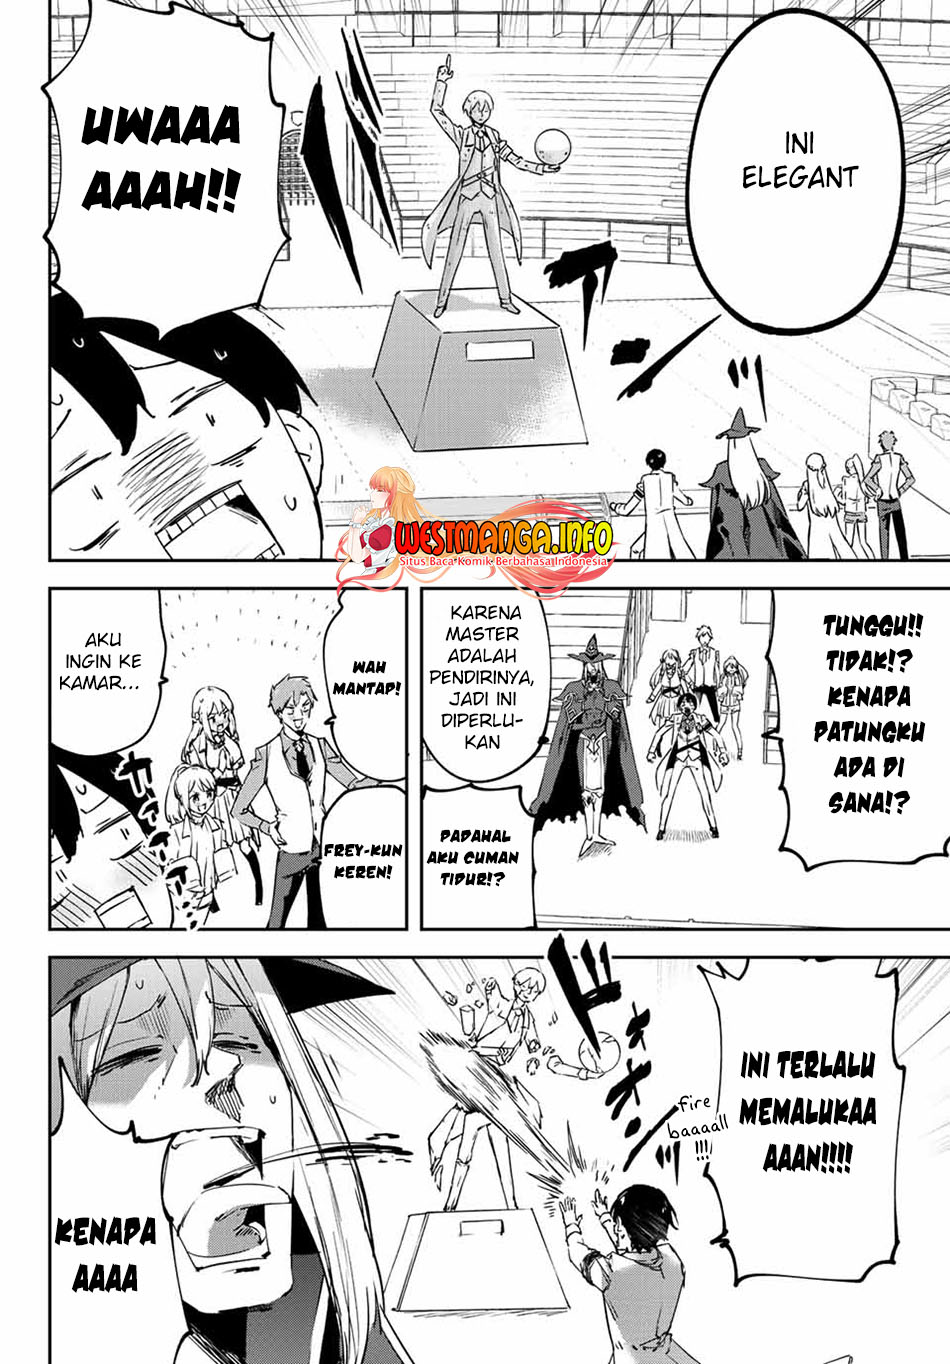 INI
ELEGANT
UWAAA
AAAH!!
WESTMANGA.INFO
Situs Baca Komik Berbahasa Indonesia
TUNGGU!!
TIDAK!?
KENAPA
PATUNGKU
ADA DI
SANA!?
KARENA
MASTER
ADALAH
PENDIRINYA,
JADI INI
DIPERLU-
KAN
PADAHAL
AKU CUMAN
TIDUR!?
WAH
MANTAP!
FREY-KUN
KEREN!
AKU
INGIN KE
KAMAR...
INI TERLALU
MEMALUKAA
AAAN!!!!
fire
baaaall
!!!
KENAPA
AAAA